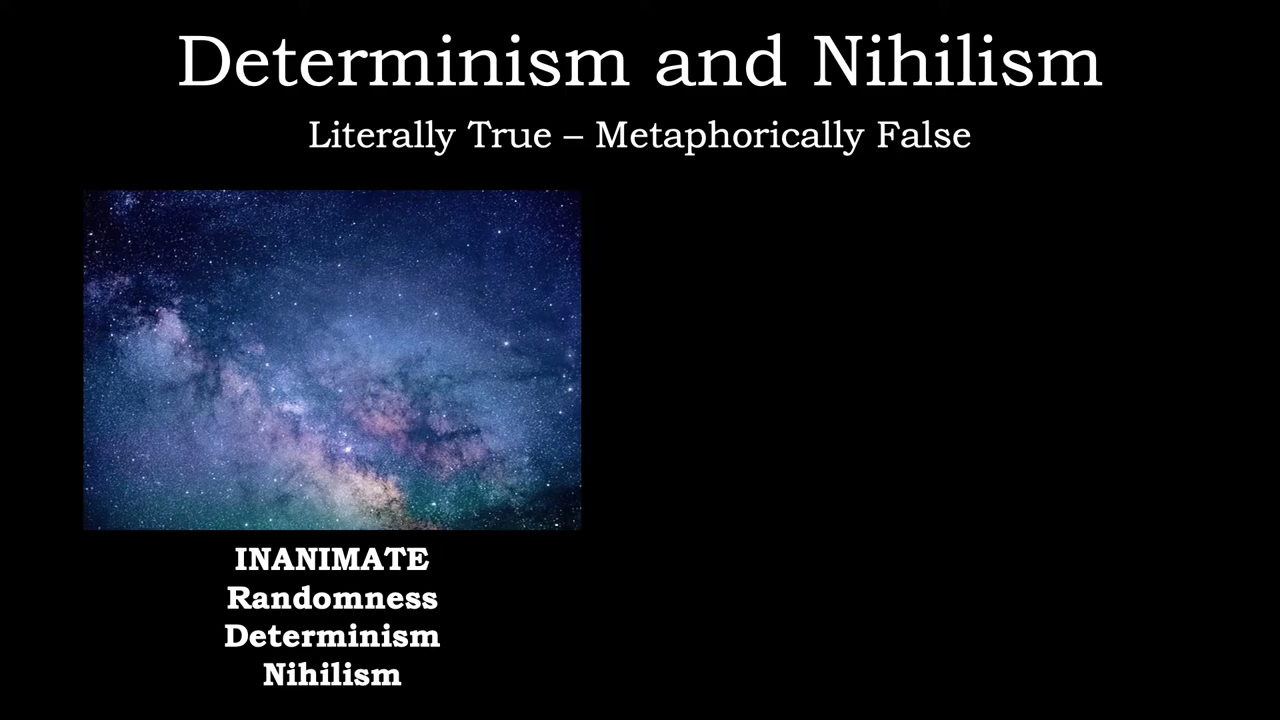 Determinism and Nihilism
Literally True – Metaphorically False
INANIMATE
Randomness
Determinism
Nihilism